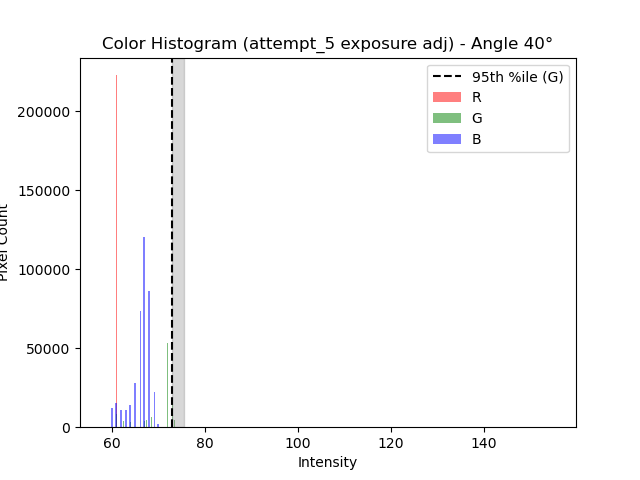 Color Histogram (attempt_5 exposure adj) - Angle 40°
95th %ile (G)
R
G
B
200000
150000
100000
50000
0
Pixel Count
60 80 100 120 140
Intensity